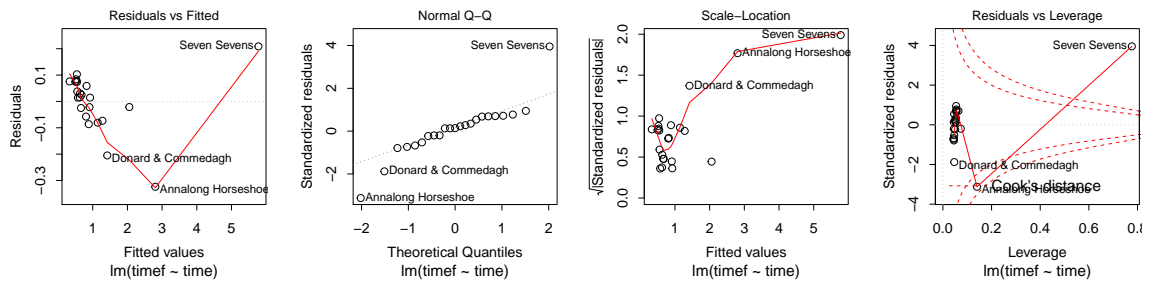 Residuals vs Fitted
Residuals
0.1
−0.1
−0.3
Seven Sevens
Donard & Commedagh
Annalong Horseshoe
1 2 3 4 5
Fitted values
lm(timef ~ time)
Normal Q−Q
Standardized residuals
4
2
0
−2
Seven Sevens
Donard & Commedagh
Annalong Horseshoe
−2 −1 0 1 2
Theoretical Quantiles
lm(timef ~ time)
Scale−Location
√|Standardized residuals|
2.0
1.5
1.0
0.5
0.0
Seven Sevens
Annalong Horseshoe
Donard & Commedagh
1 2 3 4 5
Fitted values
lm(timef ~ time)
Residuals vs Leverage
Standardized residuals
4
2
0
−2
−4
Seven Sevens
Donard & Commedagh
Cook's distance
Annalong Horseshoe
0.0 0.2 0.4 0.6 0.8
Leverage
lm(timef ~ time)